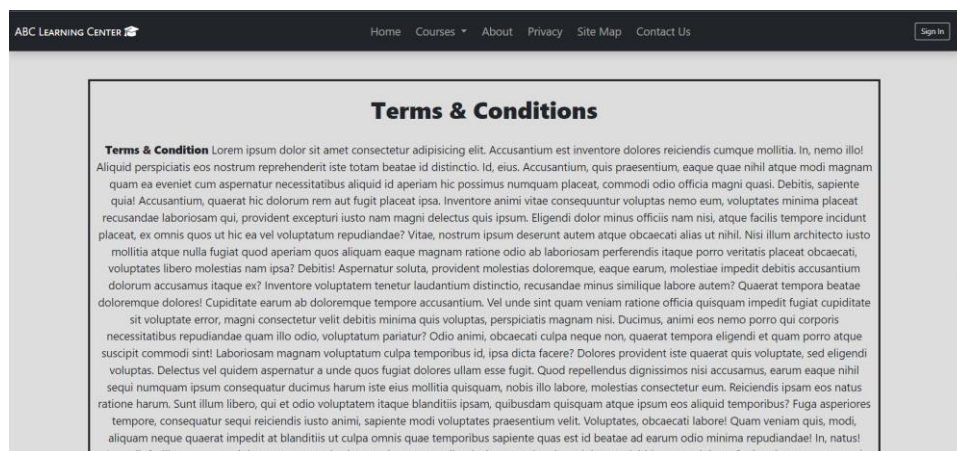 ABC LEARNING CENTER
Home Courses About Privacy Site Map Contact Us
Sign In
Terms & Conditions
Terms & Condition Lorem ipsum dolor sit amet consectetur adipisicing elit. Accusantium est inventore dolores reiciendis cumque mollitia. In, nemo illo!
Aliquid perspiciatis eos nostrum reprehenderit iste totam beatae id distinctio. Id, eius. Accusantium, quis praesentium, eaque quae nihil atque modi magnam
quam ea eveniet cum aspernatur necessitatibus aliquid id aperiam hic possimus numquam placeat, commodi odio officia magni quasi. Debitis, sapiente
quia! Accusantium, quaerat hic dolorum rem aut fugit placeat ipsa. Inventore animi vitae consequuntur voluptas nemo eum, voluptates minima placeat
recusandae laboriosam qui, provident excepturi iusto nam magni delectus quis ipsum. Eligendi dolor minus officiis nam nisi, atque facilis tempore incidunt
placeat, ex omnis quos ut hic ea vel voluptatum repudiandae? Vitae, nostrum ipsum deserunt autem atque obcaecati alias ut nihil. Nisi illum architecto iusto
mollitia atque nulla fugiat quod aperiam quos aliquam eaque magnam ratione odio ab laboriosam perferendis itaque porro veritatis placeat obcaecati,
voluptates libero molestias nam ipsa? Debitis! Aspernatur soluta, provident molestias doloremque, eaque earum, molestiae impedit debitis accusantium
dolorum accusamus itaque ex? Inventore voluptatem tenetur laudantium distinctio, recusandae minus similique labore autem? Quaerat tempora beatae
doloremque dolores! Cupiditate earum ab doloremque tempore accusantium. Vel unde sint quam veniam ratione officia quisquam impedit fugiat cupiditate
sit voluptate error, magni consectetur velit debitis minima quis voluptas, perspiciatis magnam nisi. Ducimus, animi eos nemo porro qui corporis
necessitatibus repudiandae quam illo odio, voluptatum pariatur? Odio animi, obcaecati culpa neque non, quaerat tempora eligendi et quam porro atque
suscipit commodi sint! Laboriosam magnam voluptatum culpa temporibus id, ipsa dicta facere? Dolores provident iste quaerat quis voluptate, sed eligendi
voluptas. Delectus vel quidem aspernatur a unde quos fugiat dolores ullam esse fugit. Quod repellendus dignissimos nisi accusamus, earum eaque nihil
sequi numquam ipsum consequatur ducimus harum iste eius mollitia quisquam, nobis illo labore, molestias consectetur eum. Reiciendis ipsam eos natus
ratione harum. Sunt illum libero, qui et odio voluptatem itaque blanditiis ipsam, quibusdam quisquam atque ipsum eos aliquid temporibus? Fuga asperiores
tempore, consequatur sequi reiciendis iusto animi, sapiente modi voluptates praesentium velit. Voluptates, obcaecati labore! Quam veniam quis, modi,
aliquam neque quaerat impedit at blanditiis ut culpa omnis quae temporibus sapiente quas est id beatae ad earum odio minima repudiandae! In, natus!